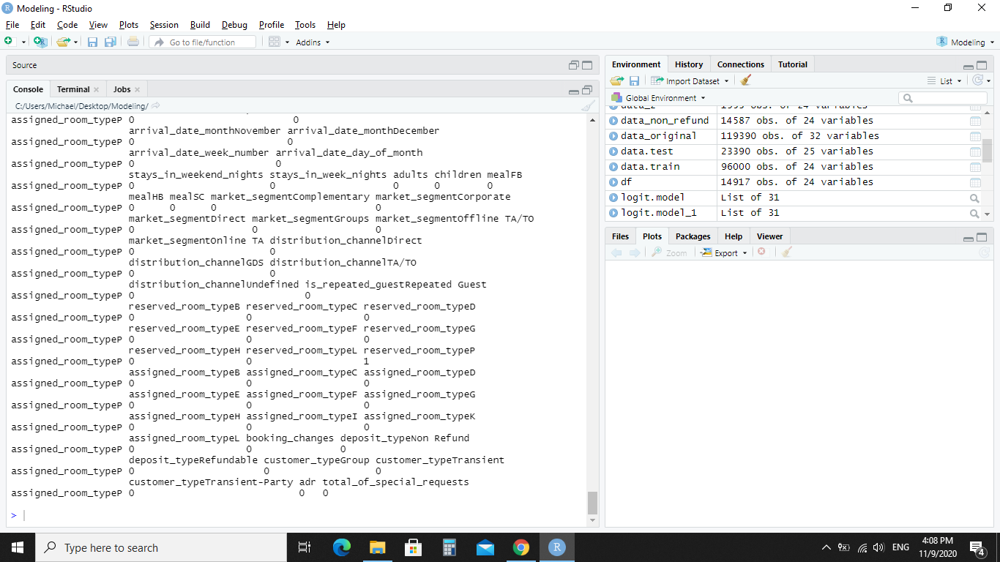 Modeling - RStudio
File Edit Code View Plots Session Build Debug Profile Tools Help
Go to file/function Addins Modeling
Source
Console Terminal Jobs
C:/Users/Michael/Desktop/Modeling/
assigned_room_typeP 0 0
arrival_date_monthNovember arrival_date_monthDecember
assigned_room_typeP 0 0
arrival_date_week_number arrival_date_day_of_month
assigned_room_typeP 0 0
stays_in_weekend_nights stays_in_week_nights adults children mealFB
assigned_room_typeP 0 0 0 0 0
mealHB mealSC market_segmentComplementary market_segmentCorporate
assigned_room_typeP 0 0 0 0
market_segmentDirect market_segmentGroups market_segmentOffline TA/TO
assigned_room_typeP 0 0 0
market_segmentOnline TA distribution_channelDirect
assigned_room_typeP 0 0
distribution_channelGDS distribution_channelTA/TO
assigned_room_typeP 0 0
distribution_channelUndefined is_repeated_guestRepeated Guest
assigned_room_typeP 0 0
reserved_room_typeB reserved_room_typeC reserved_room_typeD
assigned_room_typeP 0 0 0
reserved_room_typeE reserved_room_typeF reserved_room_typeG
assigned_room_typeP 0 0 0
reserved_room_typeH reserved_room_typeL reserved_room_typeP
assigned_room_typeP 0 0 1
assigned_room_typeB assigned_room_typeC assigned_room_typeD
assigned_room_typeP 0 0 0
assigned_room_typeE assigned_room_typeF assigned_room_typeG
assigned_room_typeP 0 0 0
assigned_room_typeH assigned_room_typeI assigned_room_typeK
assigned_room_typeP 0 0 0
assigned_room_typeL booking_changes deposit_typeNon Refund
assigned_room_typeP 0 0 0
deposit_typeRefundable customer_typeGroup customer_typeTransient
assigned_room_typeP 0 0 0
customer_typeTransient-Party adr total_of_special_requests
assigned_room_typeP 0 0 0
>
Environment History Connections Tutorial
Import Dataset List
Global Environment
data_2 1999 obs. of 24 variables
data_non_refund 14587 obs. of 24 variables
data_original 119390 obs. of 32 variables
data.test 23390 obs. of 25 variables
data.train 96000 obs. of 24 variables
df 14917 obs. of 24 variables
logit.model List of 31
logit.model_1 List of 31
Files Plots Packages Help Viewer
Zoom Export
Type here to search
ENG
4:08 PM
11/9/2020
4